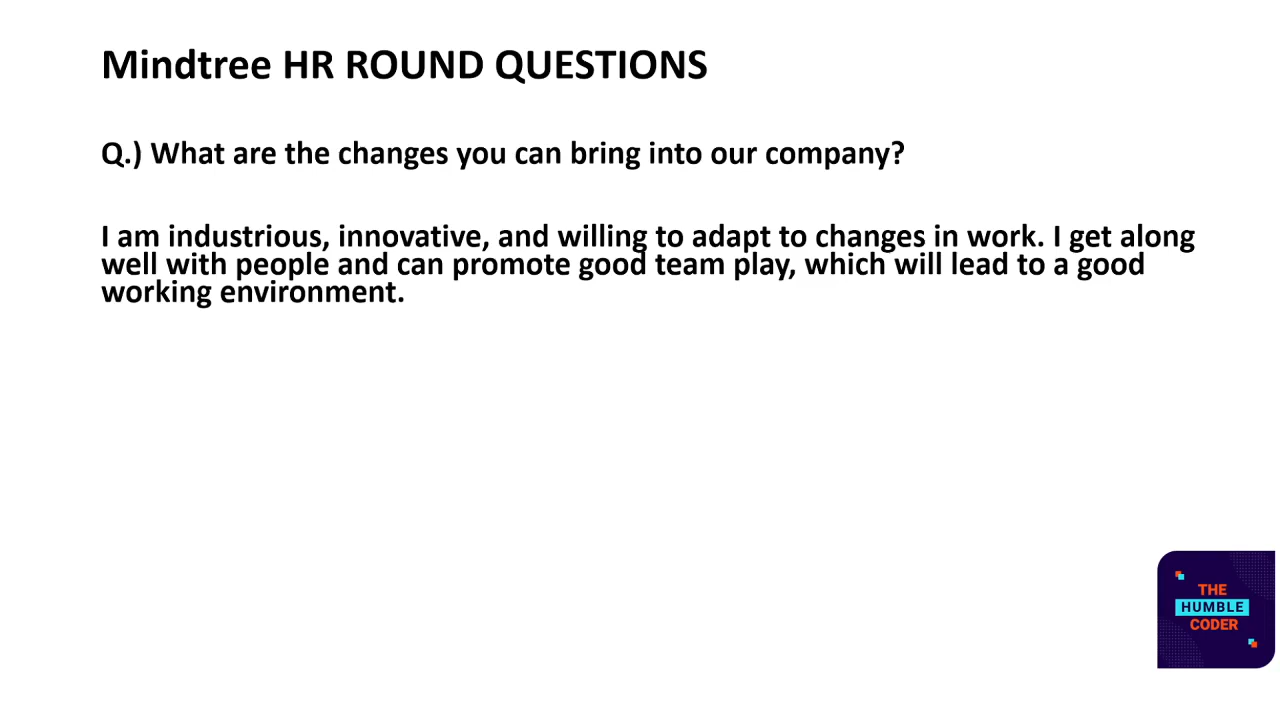 Mindtree HR ROUND QUESTIONS
Q.) What are the changes you can bring into our company?
I am industrious, innovative, and willing to adapt to changes in work. I get along
well with people and can promote good team play, which will lead to a good
working environment.
THE
HUMBLE
CODER